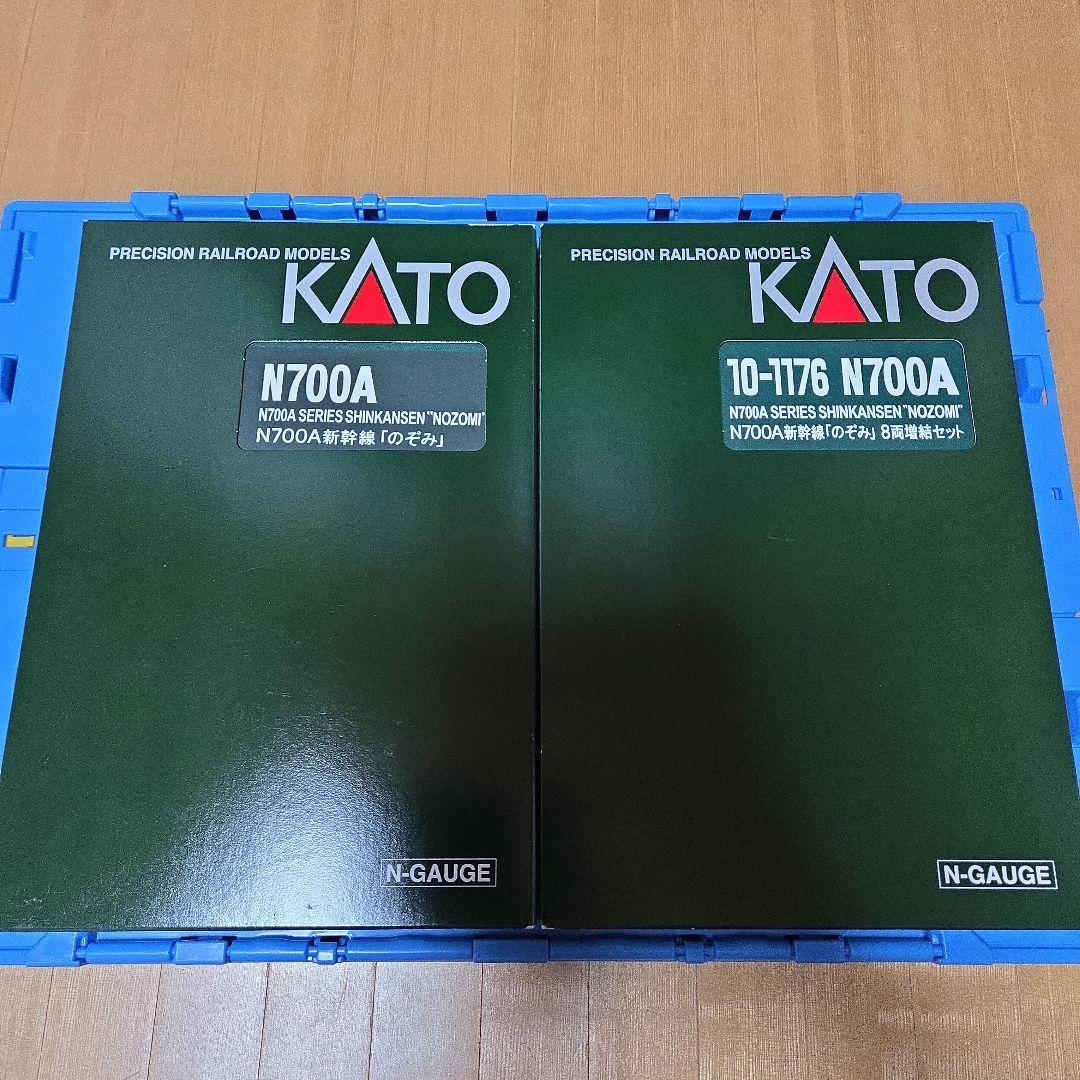 PRECISION RAILROAD MODELS
KATO
N700A
N700A SERIES SHINKANSEN "NOZOMI"
N700A新幹線「のぞみ」
N-GAUGE
PRECISION RAILROAD MODELS
KATO
10-1176 N700A
N700A SERIES SHINKANSEN "NOZOMI"
N700A新幹線「のぞみ」8両増結セット
N-GAUGE